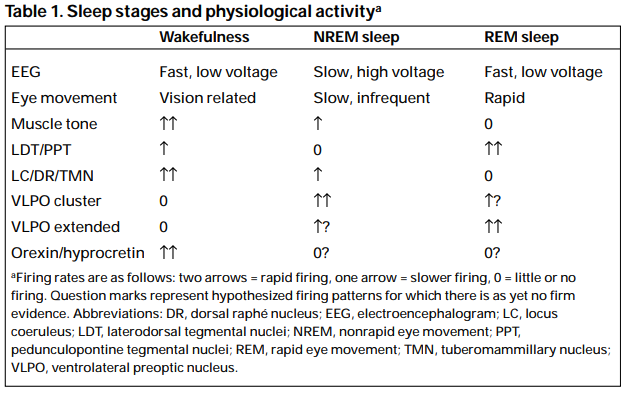 Table 1. Sleep stages and physiological activityᵃ
Wakefulness NREM sleep REM sleep
EEG Fast, low voltage Slow, high voltage Fast, low voltage
Eye movement Vision related Slow, infrequent Rapid
Muscle tone ↑↑ ↑ 0
LDT/PPT ↑ 0 ↑↑
LC/DR/TMN ↑↑ ↑ 0
VLPO cluster 0 ↑↑ ↑?
VLPO extended 0 ↑? ↑↑
Orexin/hyprocretin ↑↑ 0? 0?
ᵃFiring rates are as follows: two arrows = rapid firing, one arrow = slower firing, 0 = little or no
firing. Question marks represent hypothesized firing patterns for which there is as yet no firm
evidence. Abbreviations: DR, dorsal raphé nucleus; EEG, electroencephalogram; LC, locus
coeruleus; LDT, laterodorsal tegmental nuclei; NREM, nonrapid eye movement; PPT,
pedunculopontine tegmental nuclei; REM, rapid eye movement; TMN, tuberomammillary nucleus;
VLPO, ventrolateral preoptic nucleus.